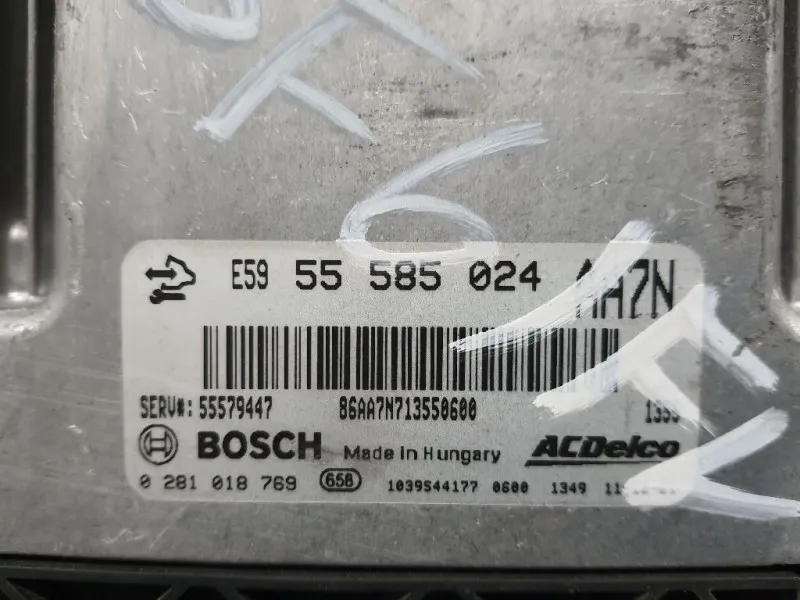 6
E59 55 585 024 AA7N
SERV#: 55579447 86AA7N713550600
BOSCH Made in Hungary ACDelco
0 281 018 769 658 1039S44177 0600 1349